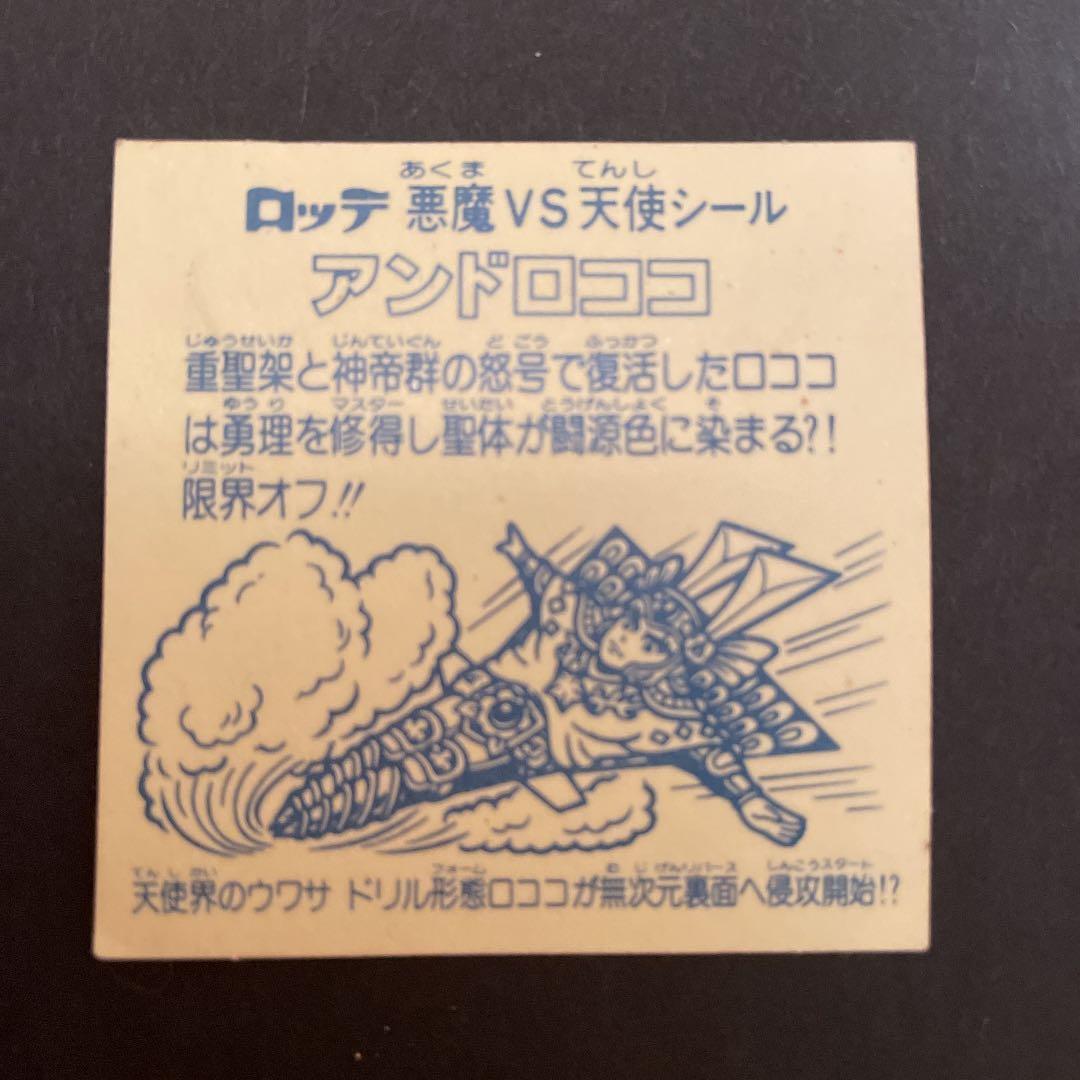 あくま てんし
ロッテ 悪魔VS天使シール
アンドロココ
じゅうせいか じんていぐん どごう ふっかつ
重聖架と神帝群の怒号で復活したロココ
ゆうり マスター せいたい とうげんしょく そ
は勇理を修得し聖体が闘源色に染まる?!
リミット
限界オフ!!
てんしかい フォーム むじげんリバース しんこうスタート
天使界のウワサ ドリル形態ロココが無次元裏面へ侵攻開始!?